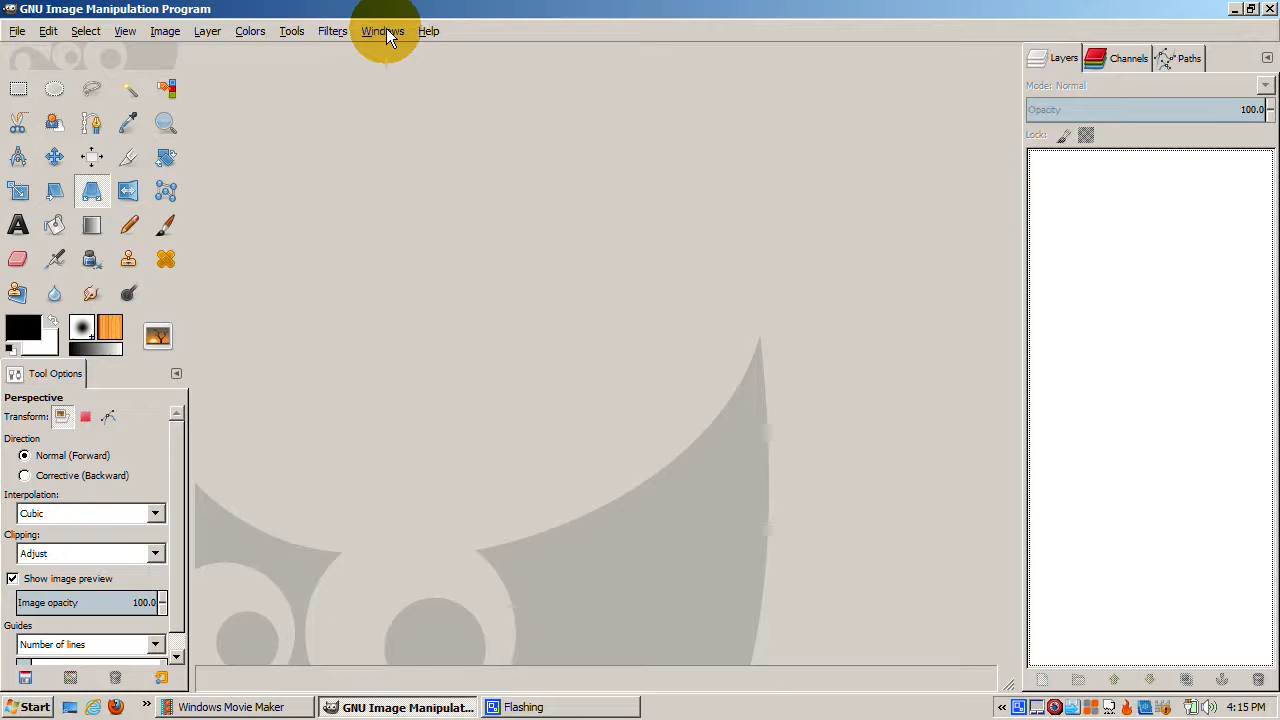 GNU Image Manipulation Program
File Edit Select View Image Layer Colors Tools Filters Windows Help
Layers Channels Paths
Mode: Normal
Opacity 100.0
Lock:
A
Tool Options
Perspective
Transform:
Direction
Normal (Forward)
Corrective (Backward)
Interpolation:
Cubic
Clipping:
Adjust
Show image preview
Image opacity 100.0
Guides
Number of lines
Start » Windows Movie Maker GNU Image Manipulat... Flashing « 4:15 PM